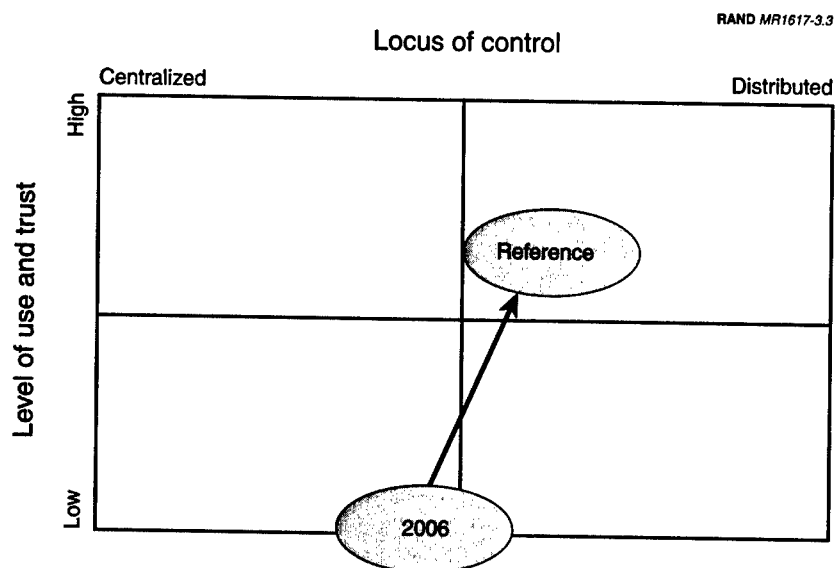 RAND MR1617-3.3
Locus of control
Centralized
Distributed
High
Level of use and trust
Reference
Low
2006